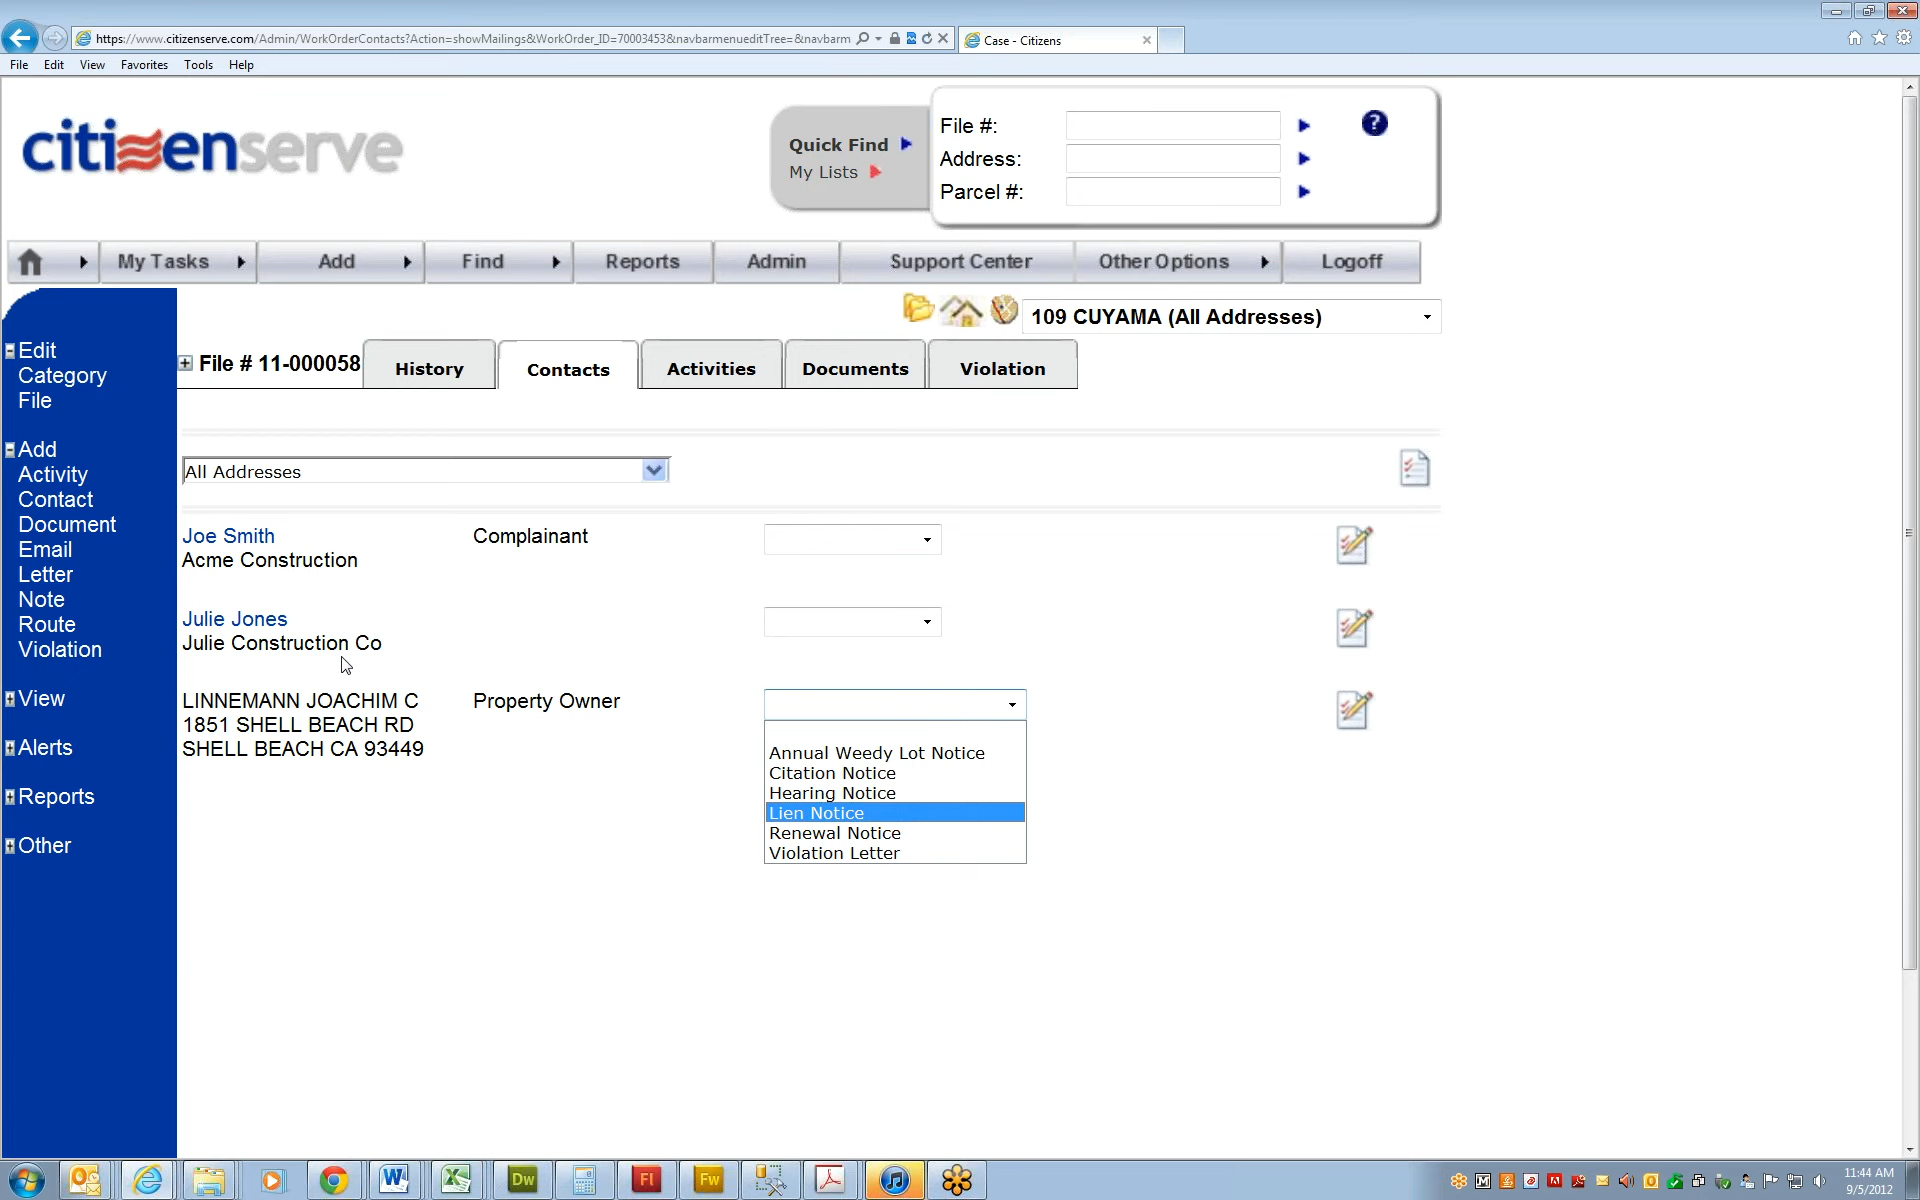 https://www.citizenserve.com/Admin/WorkOrderContacts?Action=showMailings&WorkOrder_ID=70003453&navbarmenueditTree=&navbarm
Case - Citizens
File Edit View Favorites Tools Help
citizenserve
Quick Find
My Lists
File #:
Address:
Parcel #:
My Tasks Add Find Reports Admin Support Center Other Options Logoff
109 CUYAMA (All Addresses)
File # 11-000058 History Contacts Activities Documents Violation
Edit
Category
File
Add
Activity
Contact
Document
Email
Letter
Note
Route
Violation
View
Alerts
Reports
Other
All Addresses
Joe Smith Complainant
Acme Construction
Julie Jones
Julie Construction Co
LINNEMANN JOACHIM C Property Owner
1851 SHELL BEACH RD
SHELL BEACH CA 93449
Annual Weedy Lot Notice
Citation Notice
Hearing Notice
Lien Notice
Renewal Notice
Violation Letter
Dw
Fw
11:44 AM
9/5/2012